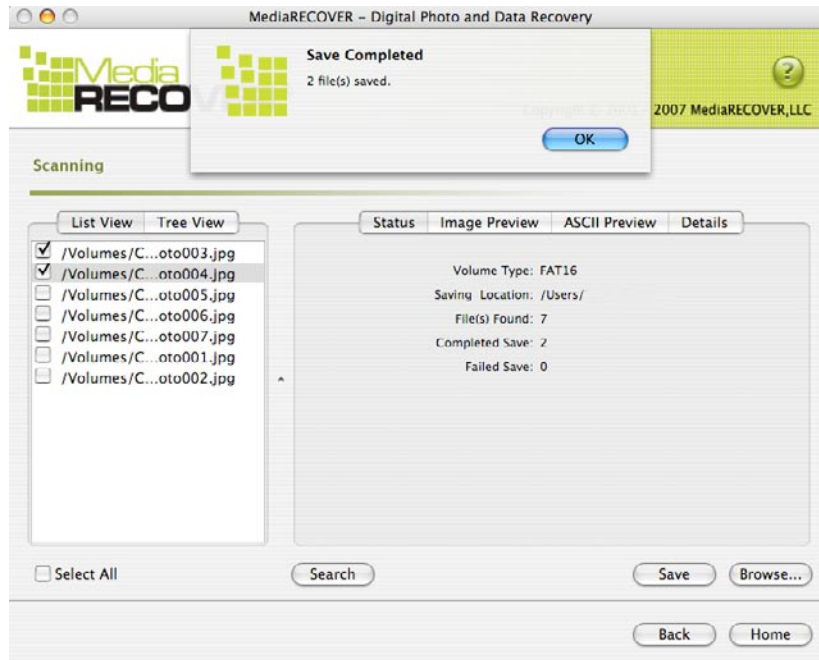 MediaRECOVER – Digital Photo and Data Recovery
Media
RECOVER
Save Completed
2 file(s) saved.
OK
?
Copyright © 2002 - 2007 MediaRECOVER,LLC
Scanning
List View Tree View
/Volumes/C...oto003.jpg
/Volumes/C...oto004.jpg
/Volumes/C...oto005.jpg
/Volumes/C...oto006.jpg
/Volumes/C...oto007.jpg
/Volumes/C...oto001.jpg
/Volumes/C...oto002.jpg
Status Image Preview ASCII Preview Details
Volume Type: FAT16
Saving Location: /Users/
File(s) Found: 7
Completed Save: 2
Failed Save: 0
Select All
Search
Save Browse...
Back Home